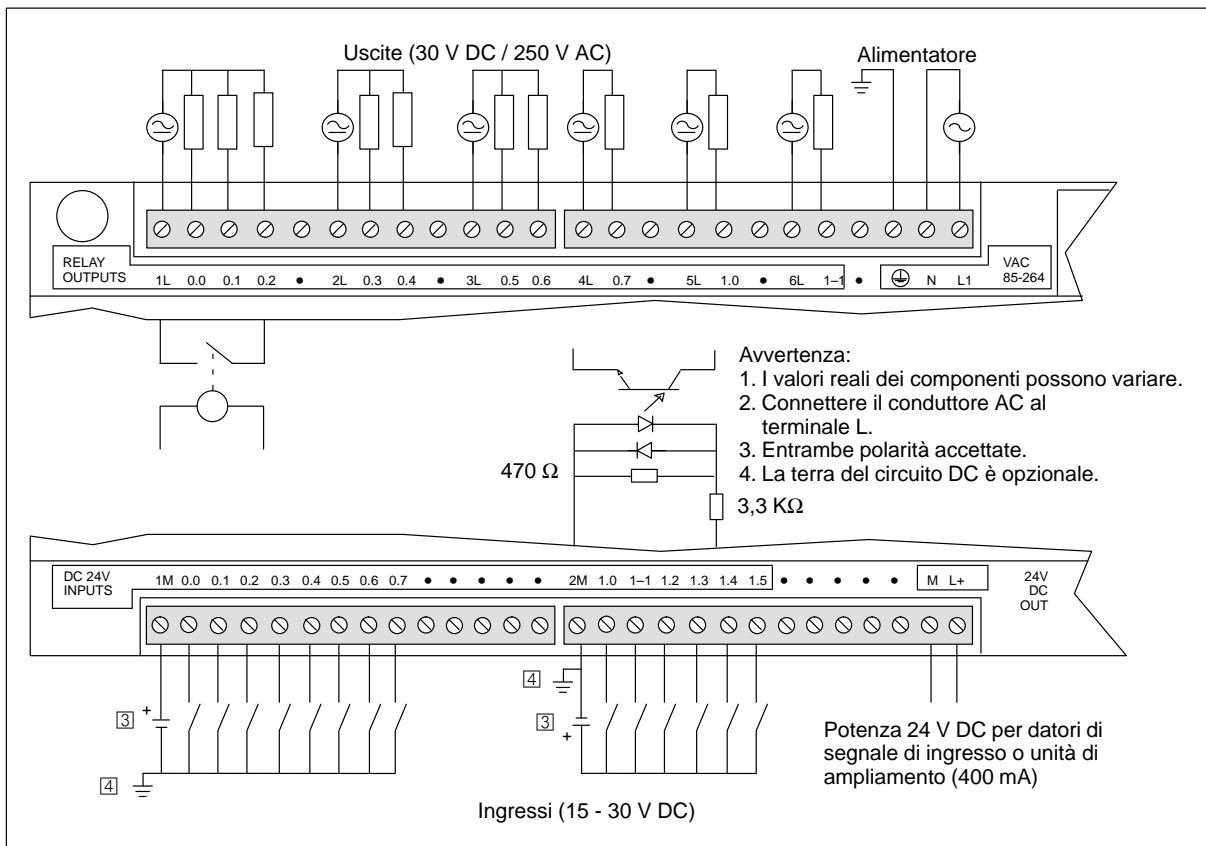 Uscite (30 V DC / 250 V AC)
Alimentatore
RELAY
OUTPUTS
1L 0.0 0.1 0.2 • 2L 0.3 0.4 • 3L 0.5 0.6 4L 0.7 • 5L 1.0 • 6L 1–1 • N L1
VAC
85-264
Avvertenza:
1. I valori reali dei componenti possono variare.
2. Connettere il conduttore AC al
terminale L.
3. Entrambe polarità accettate.
4. La terra del circuito DC è opzionale.
470 Ω
3,3 KΩ
DC 24V
INPUTS
1M 0.0 0.1 0.2 0.3 0.4 0.5 0.6 0.7 • • • • • 2M 1.0 1–1 1.2 1.3 1.4 1.5 • • • • • M L+
24V
DC
OUT
4
3 +
3 +
4
Potenza 24 V DC per datori di
segnale di ingresso o unità di
ampliamento (400 mA)
Ingressi (15 - 30 V DC)